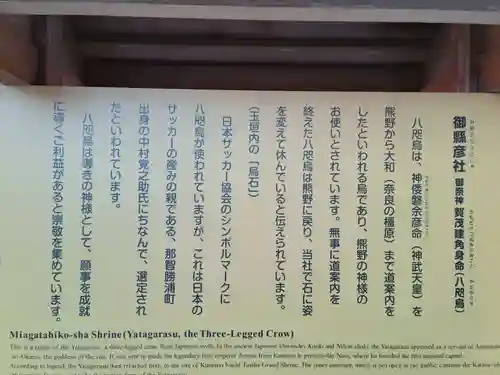 御縣彦社 御祭神 賀茂建角身命(八咫烏)
八咫烏は、神倭磐余彦命(神武天皇)を
熊野から大和(奈良の橿原)まで道案内を
したといわれる烏であり、熊野の神様の
お使いとされています。無事に道案内を
終えた八咫烏は熊野に戻り、当社で石に姿
を変えて休んでいると伝えられています。
(玉垣内の「烏石」)
日本サッカー協会のシンボルマークに
八咫烏が使われていますが、これは日本の
サッカーの産みの親である、那智勝浦町
出身の中村覚之助氏にちなんで、選定され
たといわれています。
八咫烏は導きの神様として、願事を成就
に導くご利益があると崇敬を集めています。
Miagatahiko-sha Shrine (Yatagarasu, the Three-Legged Crow)